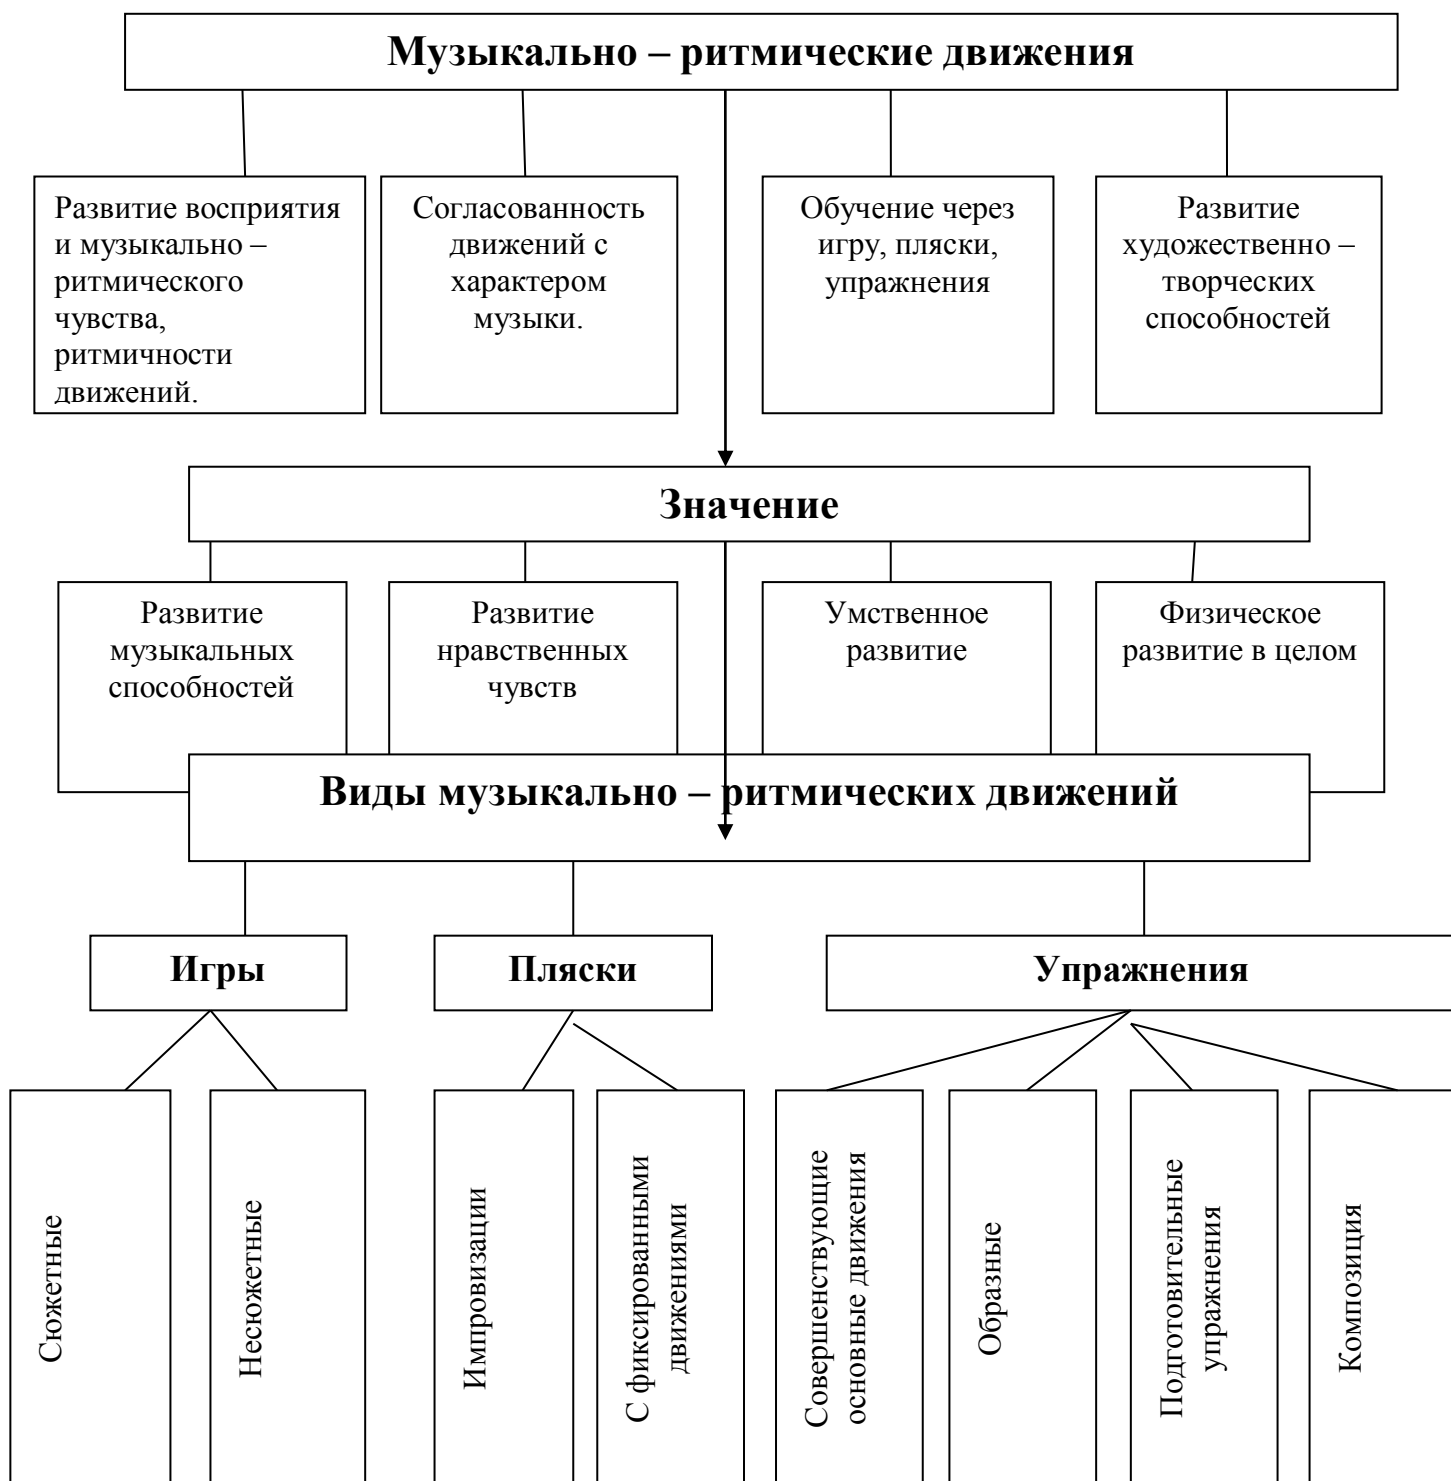 Музыкально – ритмические движения
Развитие восприятия
и музыкально –
ритмического
чувства,
ритмичности
движений.
Согласованность
движений с
характером
музыки.
Обучение через
игру, пляски,
упражнения
Развитие
художественно –
творческих
способностей
Значение
Развитие
музыкальных
способностей
Развитие
нравственных
чувств
Умственное
развитие
Физическое
развитие в целом
Виды музыкально – ритмических движений
Игры
Пляски
Упражнения
Сюжетные
Несюжетные
Импровизации
С фиксированными
движениями
Совершенствующие
основные движения
Образные
Подготовительные
упражнения
Композиция